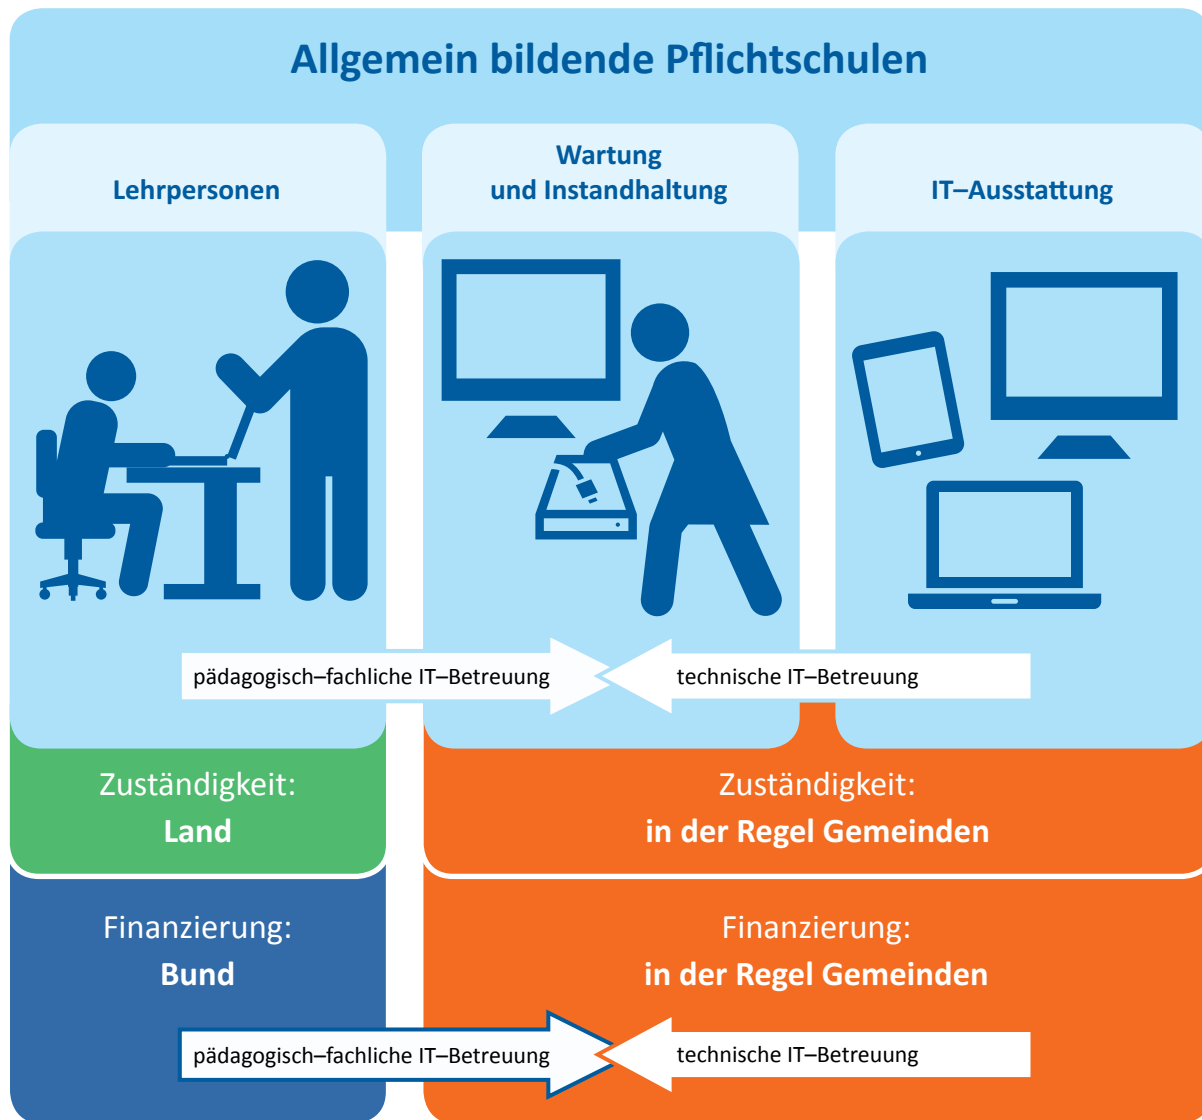 Allgemein bildende Pflichtschulen
Lehrpersonen
Wartung
und Instandhaltung
IT–Ausstattung
pädagogisch–fachliche IT–Betreuung
technische IT–Betreuung
Zuständigkeit:
Land
Zuständigkeit:
in der Regel Gemeinden
Finanzierung:
Bund
Finanzierung:
in der Regel Gemeinden
pädagogisch–fachliche IT–Betreuung
technische IT–Betreuung